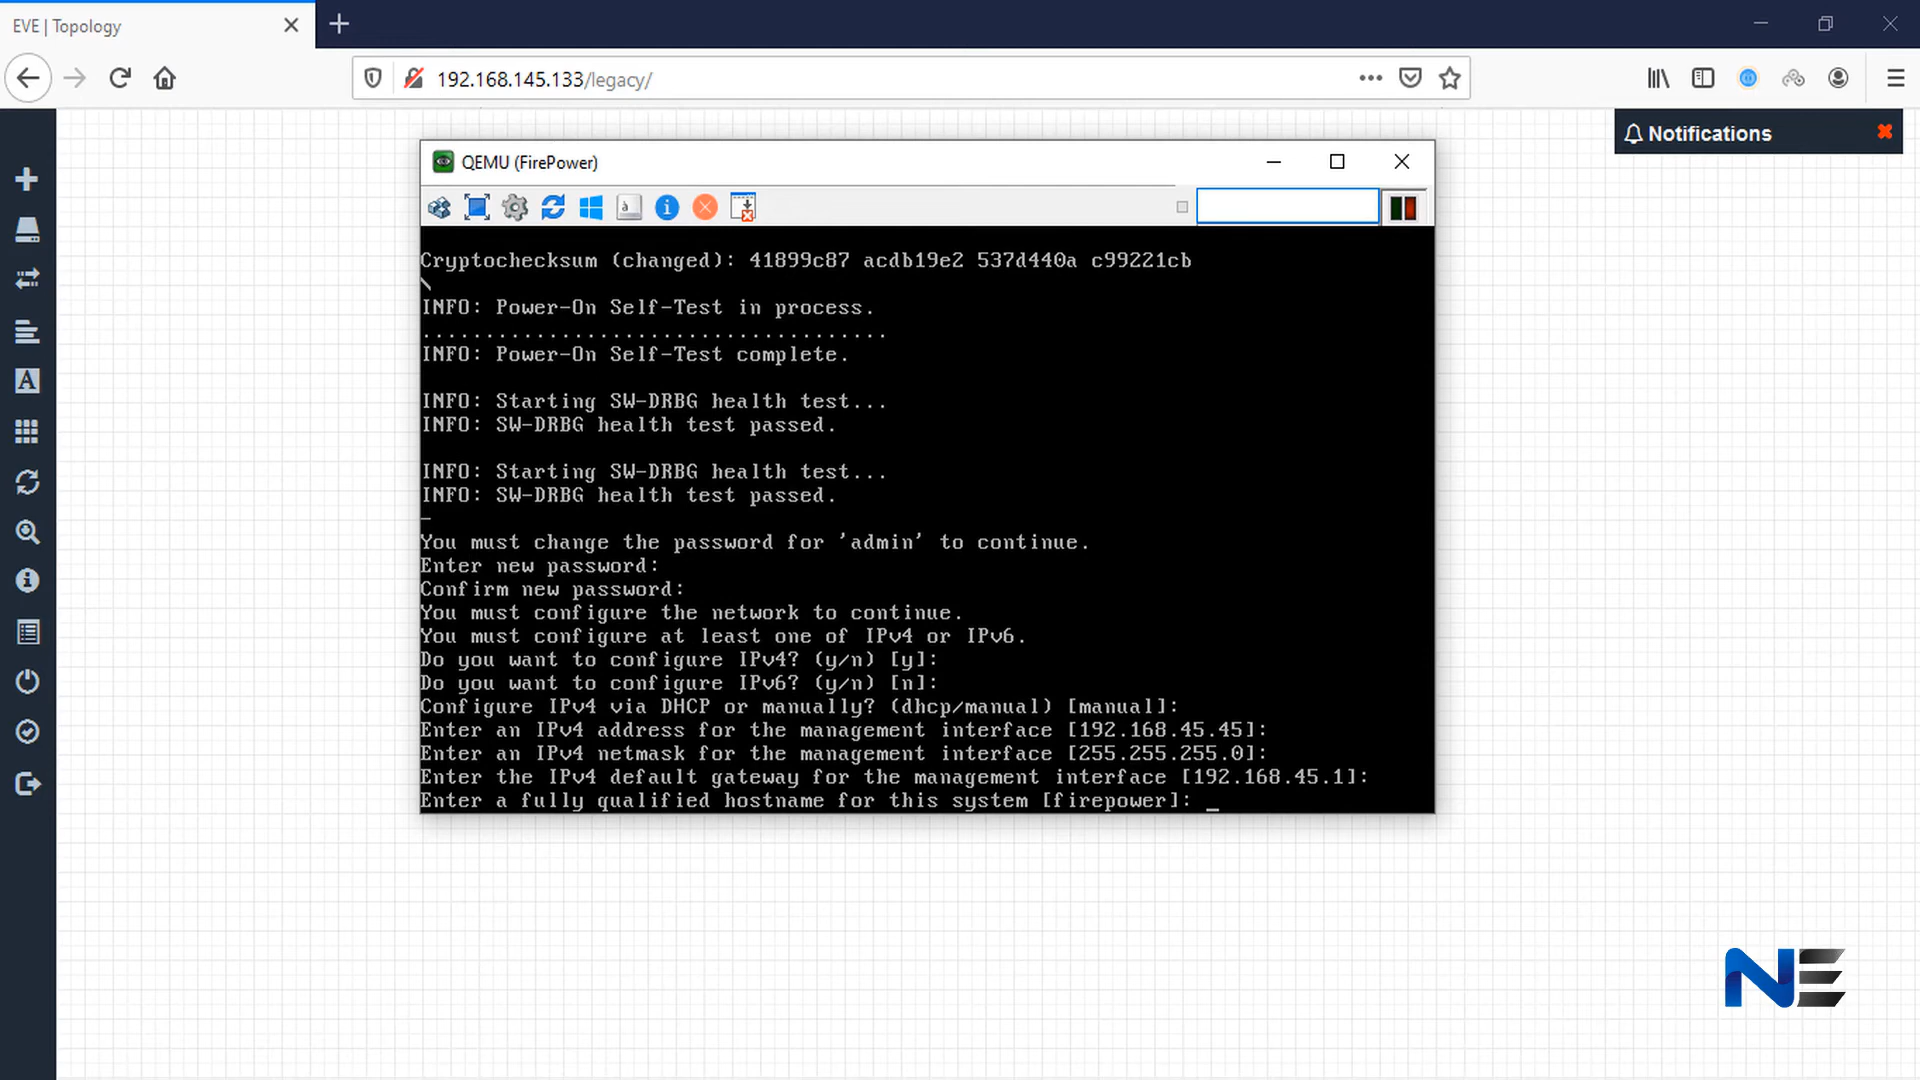 EVE | Topology
192.168.145.133/legacy/
Notifications
QEMU (FirePower)
Cryptochecksum (changed): 41899c87 acdb19e2 537d440a c99221cb
\
INFO: Power-On Self-Test in process.
.....................................
INFO: Power-On Self-Test complete.
INFO: Starting SW-DRBG health test...
INFO: SW-DRBG health test passed.
INFO: Starting SW-DRBG health test...
INFO: SW-DRBG health test passed.
You must change the password for 'admin' to continue.
Enter new password:
Confirm new password:
You must configure the network to continue.
You must configure at least one of IPv4 or IPv6.
Do you want to configure IPv4? (y/n) [y]:
Do you want to configure IPv6? (y/n) [n]:
Configure IPv4 via DHCP or manually? (dhcp/manual) [manual]:
Enter an IPv4 address for the management interface [192.168.45.45]:
Enter an IPv4 netmask for the management interface [255.255.255.0]:
Enter the IPv4 default gateway for the management interface [192.168.45.1]:
Enter a fully qualified hostname for this system [firepower]: _
NE